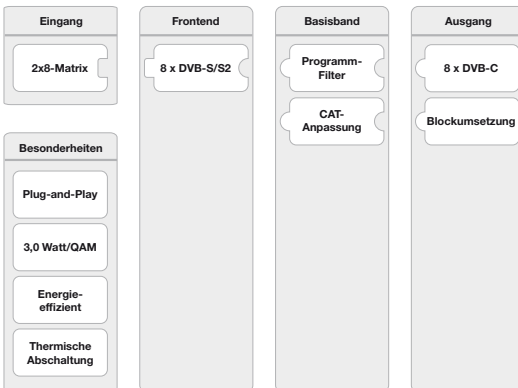 Eingang
2x8-Matrix
Besonderheiten
Plug-and-Play
3,0 Watt/QAM
Energie-
effizient
Thermische
Abschaltung
Frontend
8 x DVB-S/S2
Basisband
Programm-
Filter
CAT-
Anpassung
Ausgang
8 x DVB-C
Blockumsetzung